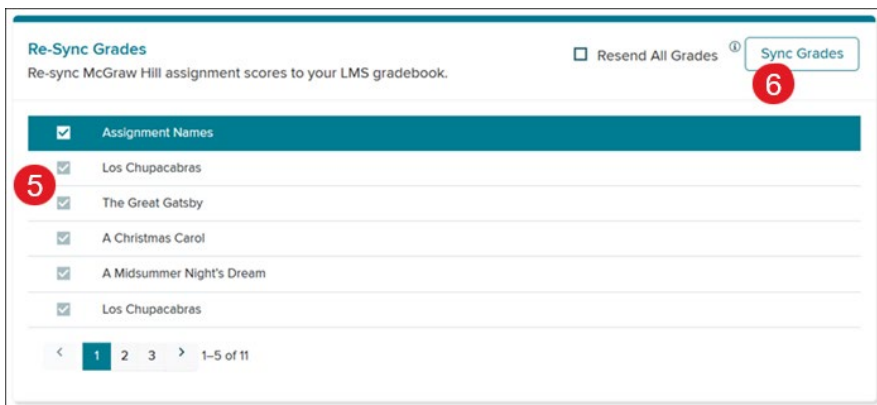 Re-Sync Grades
Re-sync McGraw Hill assignment scores to your LMS gradebook.
Resend All Grades
Sync Grades
6
Assignment Names
Los Chupacabras
5
The Great Gatsby
A Christmas Carol
A Midsummer Night's Dream
Los Chupacabras
< 1 2 3 > 1–5 of 11